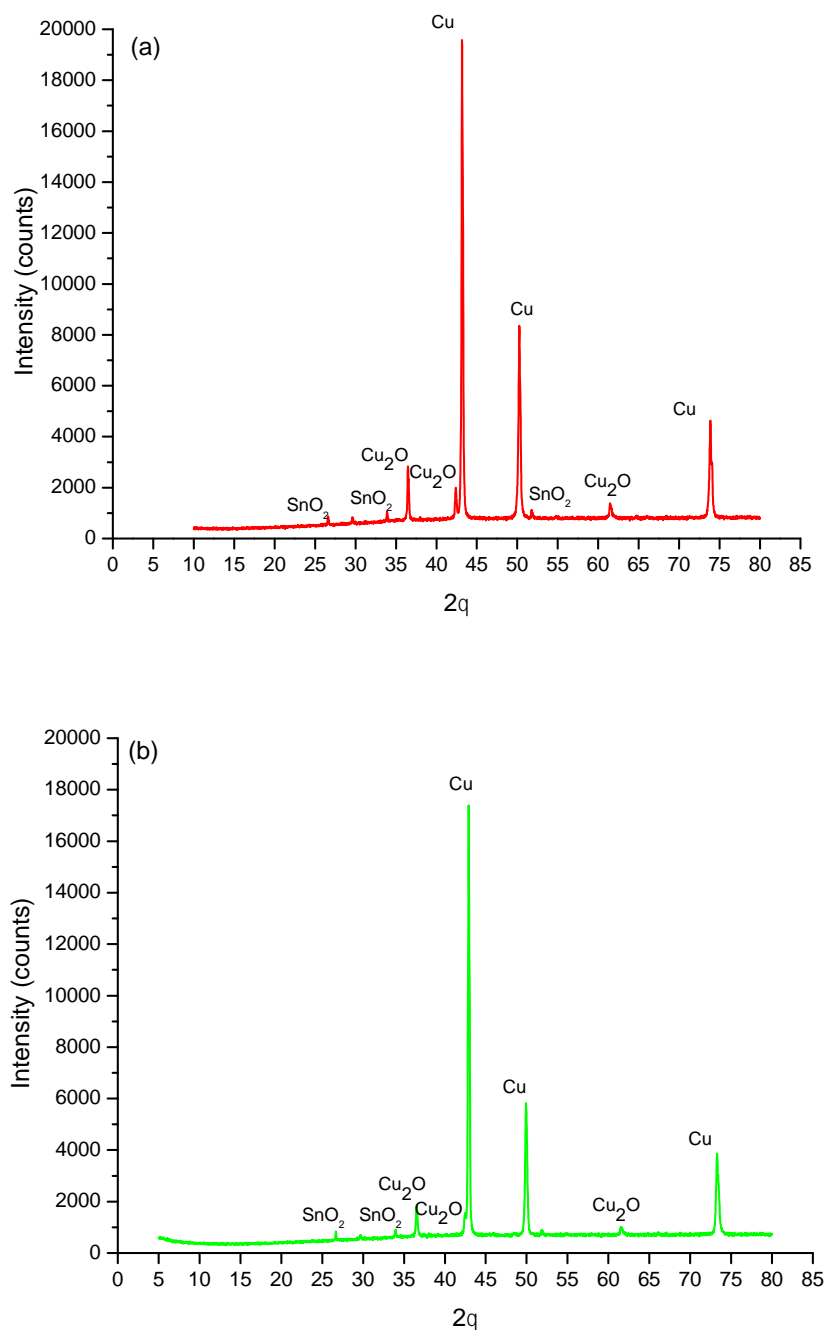 (a)
Cu
20000
18000
16000
14000
12000
10000
8000
6000
4000
2000
0
Intensity (counts)
Cu
Cu
Cu₂O
Cu₂O
SnO₂
SnO₂
SnO₂
Cu₂O
0 5 10 15 20 25 30 35 40 45 50 55 60 65 70 75 80 85
2q
(b)
Cu
20000
18000
16000
14000
12000
10000
8000
6000
4000
2000
0
Intensity (counts)
Cu
Cu
Cu₂O
SnO₂
SnO₂
Cu₂O
Cu₂O
0 5 10 15 20 25 30 35 40 45 50 55 60 65 70 75 80 85
2q